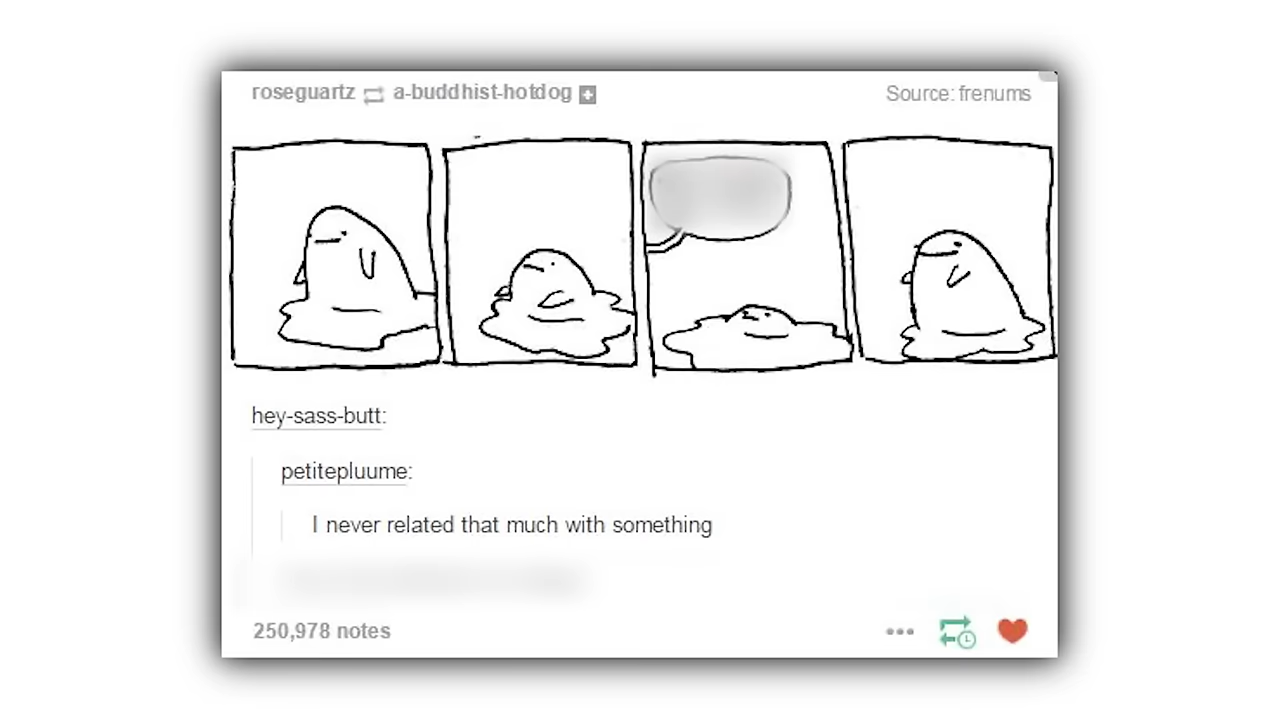 roseguartz a-buddhist-hotdog
Source: frenums
hey-sass-butt:
petitepluume:
I never related that much with something
250,978 notes